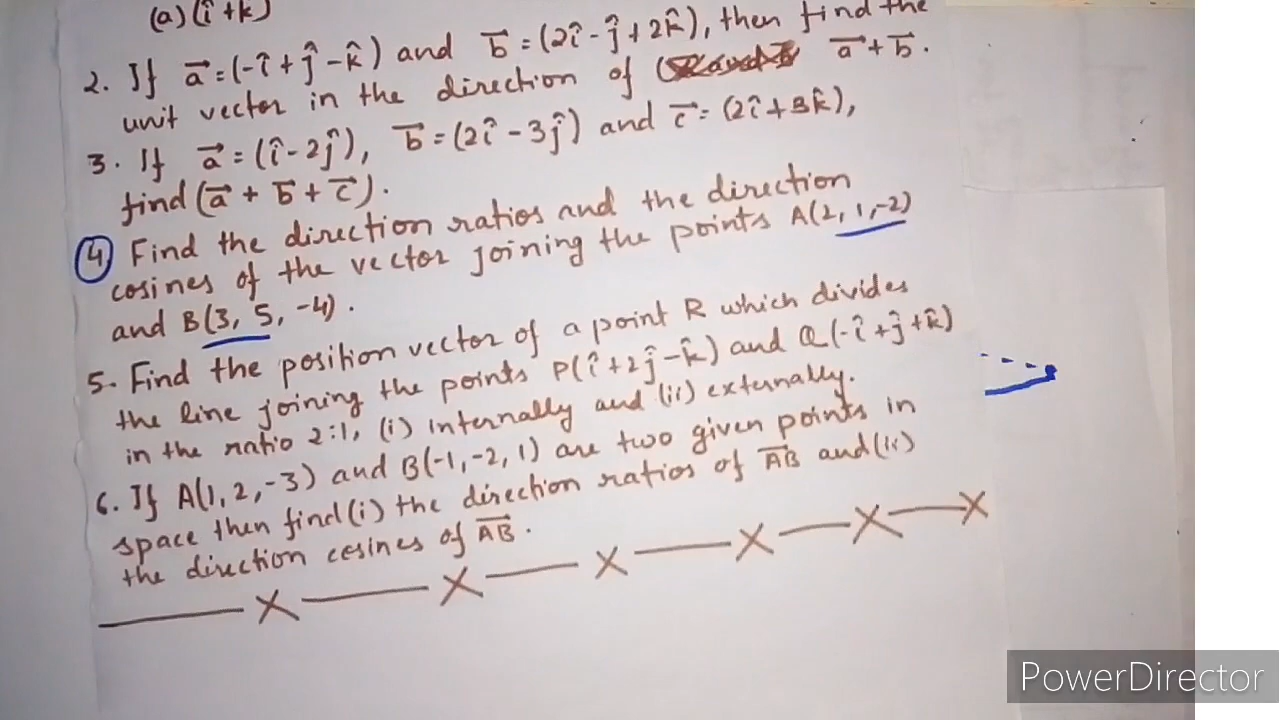 (a) (î + k)
2. If a⃗ = (-î + ĵ - k̂) and b⃗ = (2î - ĵ + 2k̂), then find the
unit vector in the direction of ( a⃗ + b⃗ .
3. If a⃗ = (î - 2ĵ), b⃗ = (2î - 3ĵ) and c⃗ = (2î + 3k̂),
find (a⃗ + b⃗ + c⃗).
4 Find the direction ratios and the direction
cosines of the vector joining the points A(2, 1, -2)
and B(3, 5, -4).
5. Find the position vector of a point R which divides
the line joining the points P(î + 2ĵ - k̂) and Q(-î + ĵ + k̂)
in the ratio 2:1, (i) internally and (ii) externally.
6. If A(1, 2, -3) and B(-1, -2, 1) are two given points in
space then find (i) the direction ratios of AB⃗ and (ii)
the direction cosines of AB⃗ .
PowerDirector